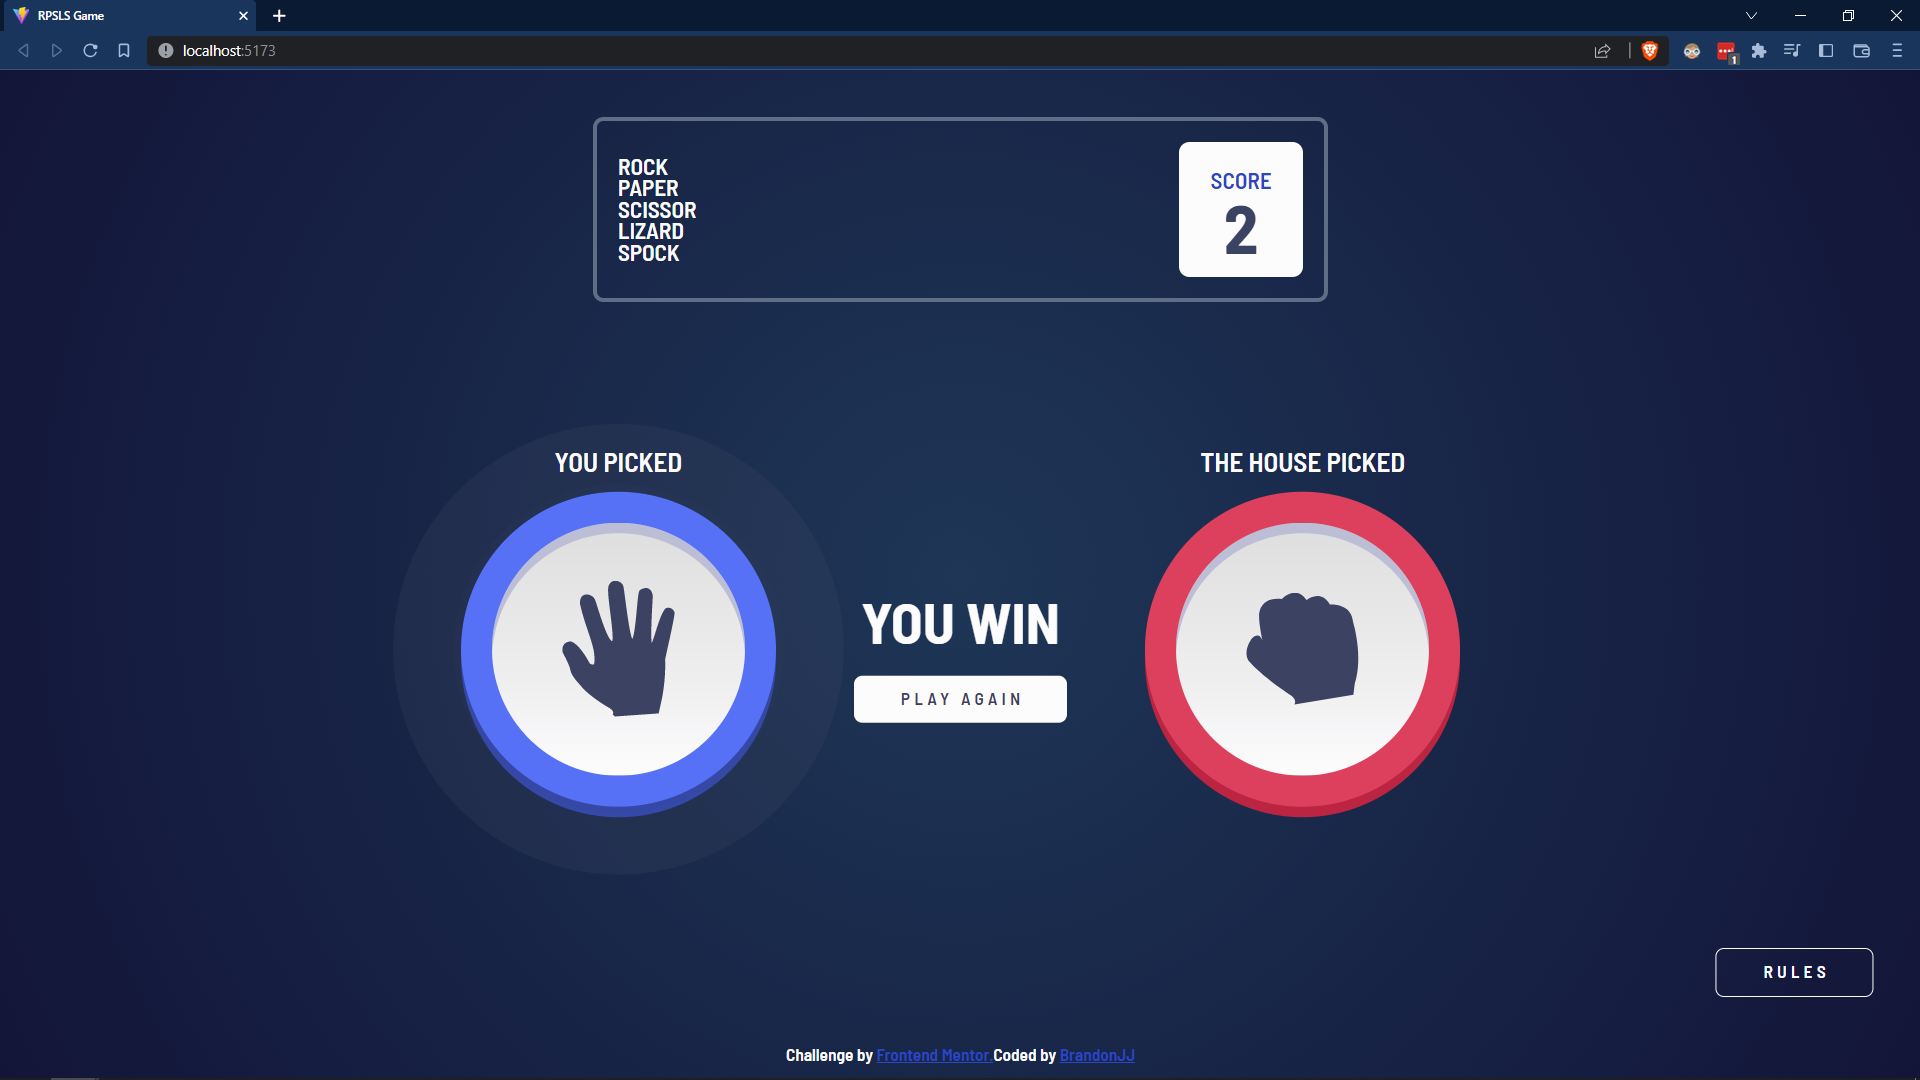 RPSLS Game
localhost:5173
1
ROCK
PAPER
SCISSOR
LIZARD
SPOCK
SCORE
2
YOU PICKED
THE HOUSE PICKED
YOU WIN
PLAY AGAIN
RULES
Challenge by Frontend Mentor.Coded by BrandonJJ